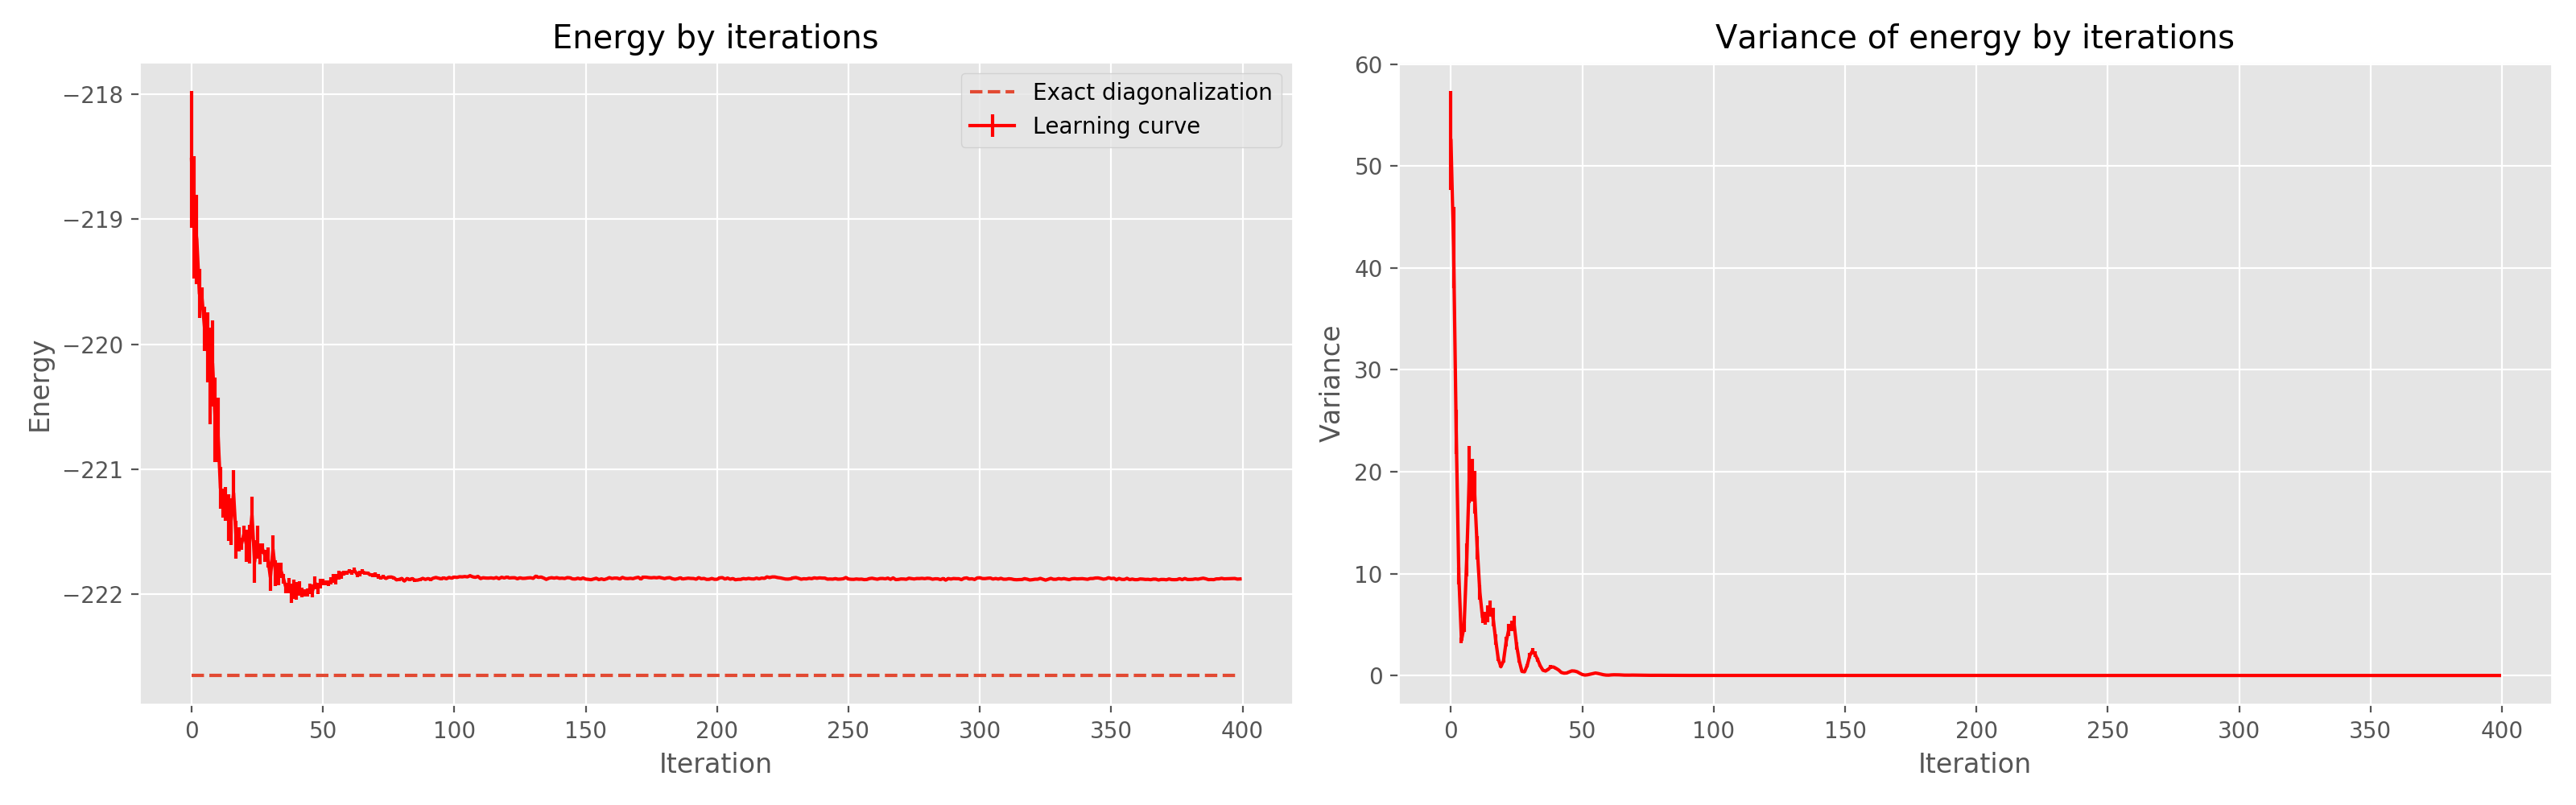 Energy by iterations
−218
−219
−220
−221
−222
Energy
0 50 100 150 200 250 300 350 400
Iteration
Exact diagonalization
Learning curve
Variance of energy by iterations
60
50
40
30
20
10
0
Variance
0 50 100 150 200 250 300 350 400
Iteration